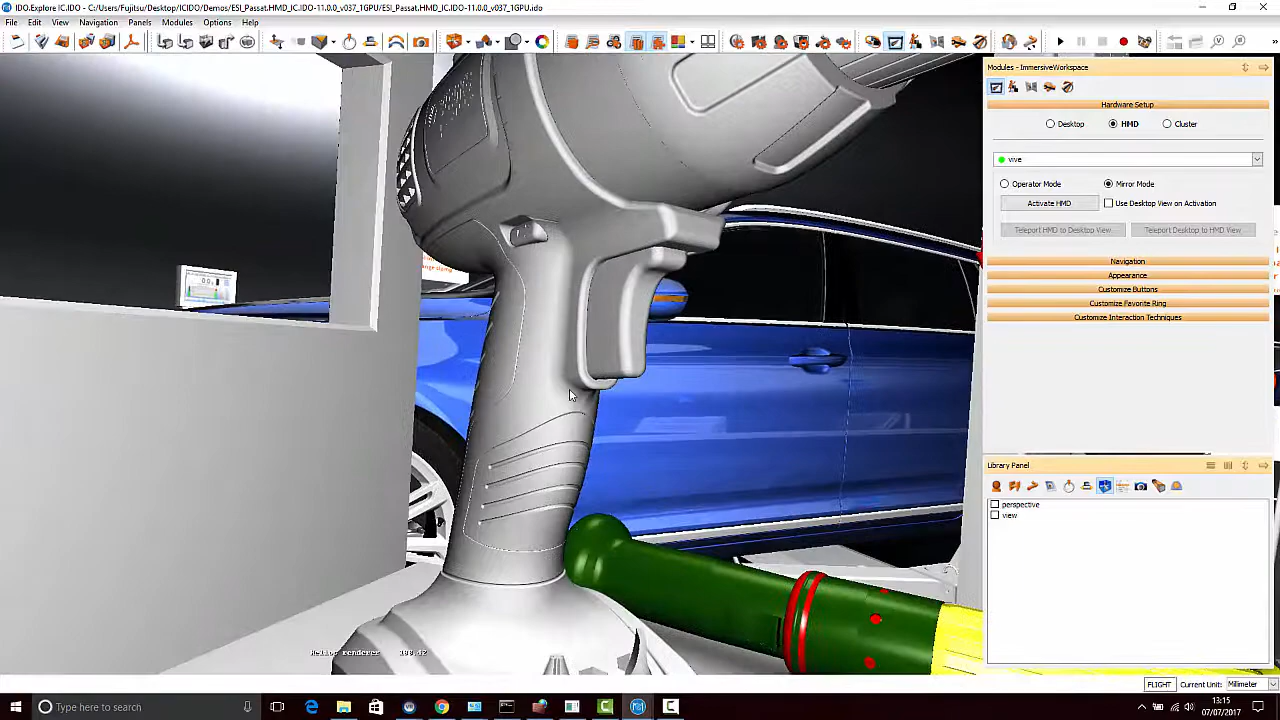 IDO.Explore IC.IDO - C:/Users/Fujitsu/Desktop/ICIDO/Demos/ESI_Passat.HMD_IC.IDO-11.0.0_v037_1GPU/ESI_Passat.HMD_IC.IDO-11.0.0_v037_1GPU.ido
File Edit View Navigation Panels Modules Options Help
Modules - ImmersiveWorkspace
Hardware Setup
Desktop HMD Cluster
vive
Operator Mode Mirror Mode
Activate HMD Use Desktop View on Activation
Teleport HMD to Desktop View Teleport Desktop to HMD View
Navigation
Appearance
Customize Buttons
Customize Favorite Ring
Customize Interaction Techniques
Library Panel
perspective
view
Helios renderer
FLIGHT Current Unit: Millimeter
Type here to search
13:15
07/07/2017